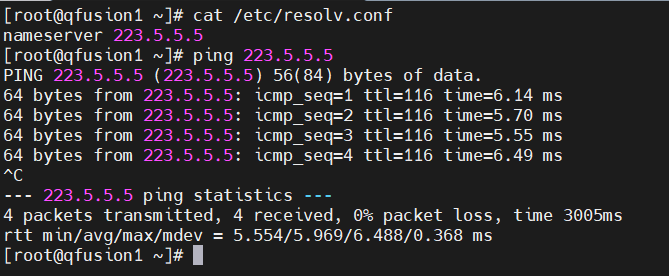 [root@qfusion1 ~]# cat /etc/resolv.conf
nameserver 223.5.5.5
[root@qfusion1 ~]# ping 223.5.5.5
PING 223.5.5.5 (223.5.5.5) 56(84) bytes of data.
64 bytes from 223.5.5.5: icmp_seq=1 ttl=116 time=6.14 ms
64 bytes from 223.5.5.5: icmp_seq=2 ttl=116 time=5.70 ms
64 bytes from 223.5.5.5: icmp_seq=3 ttl=116 time=5.55 ms
64 bytes from 223.5.5.5: icmp_seq=4 ttl=116 time=6.49 ms
^C
--- 223.5.5.5 ping statistics ---
4 packets transmitted, 4 received, 0% packet loss, time 3005ms
rtt min/avg/max/mdev = 5.554/5.969/6.488/0.368 ms
[root@qfusion1 ~]#